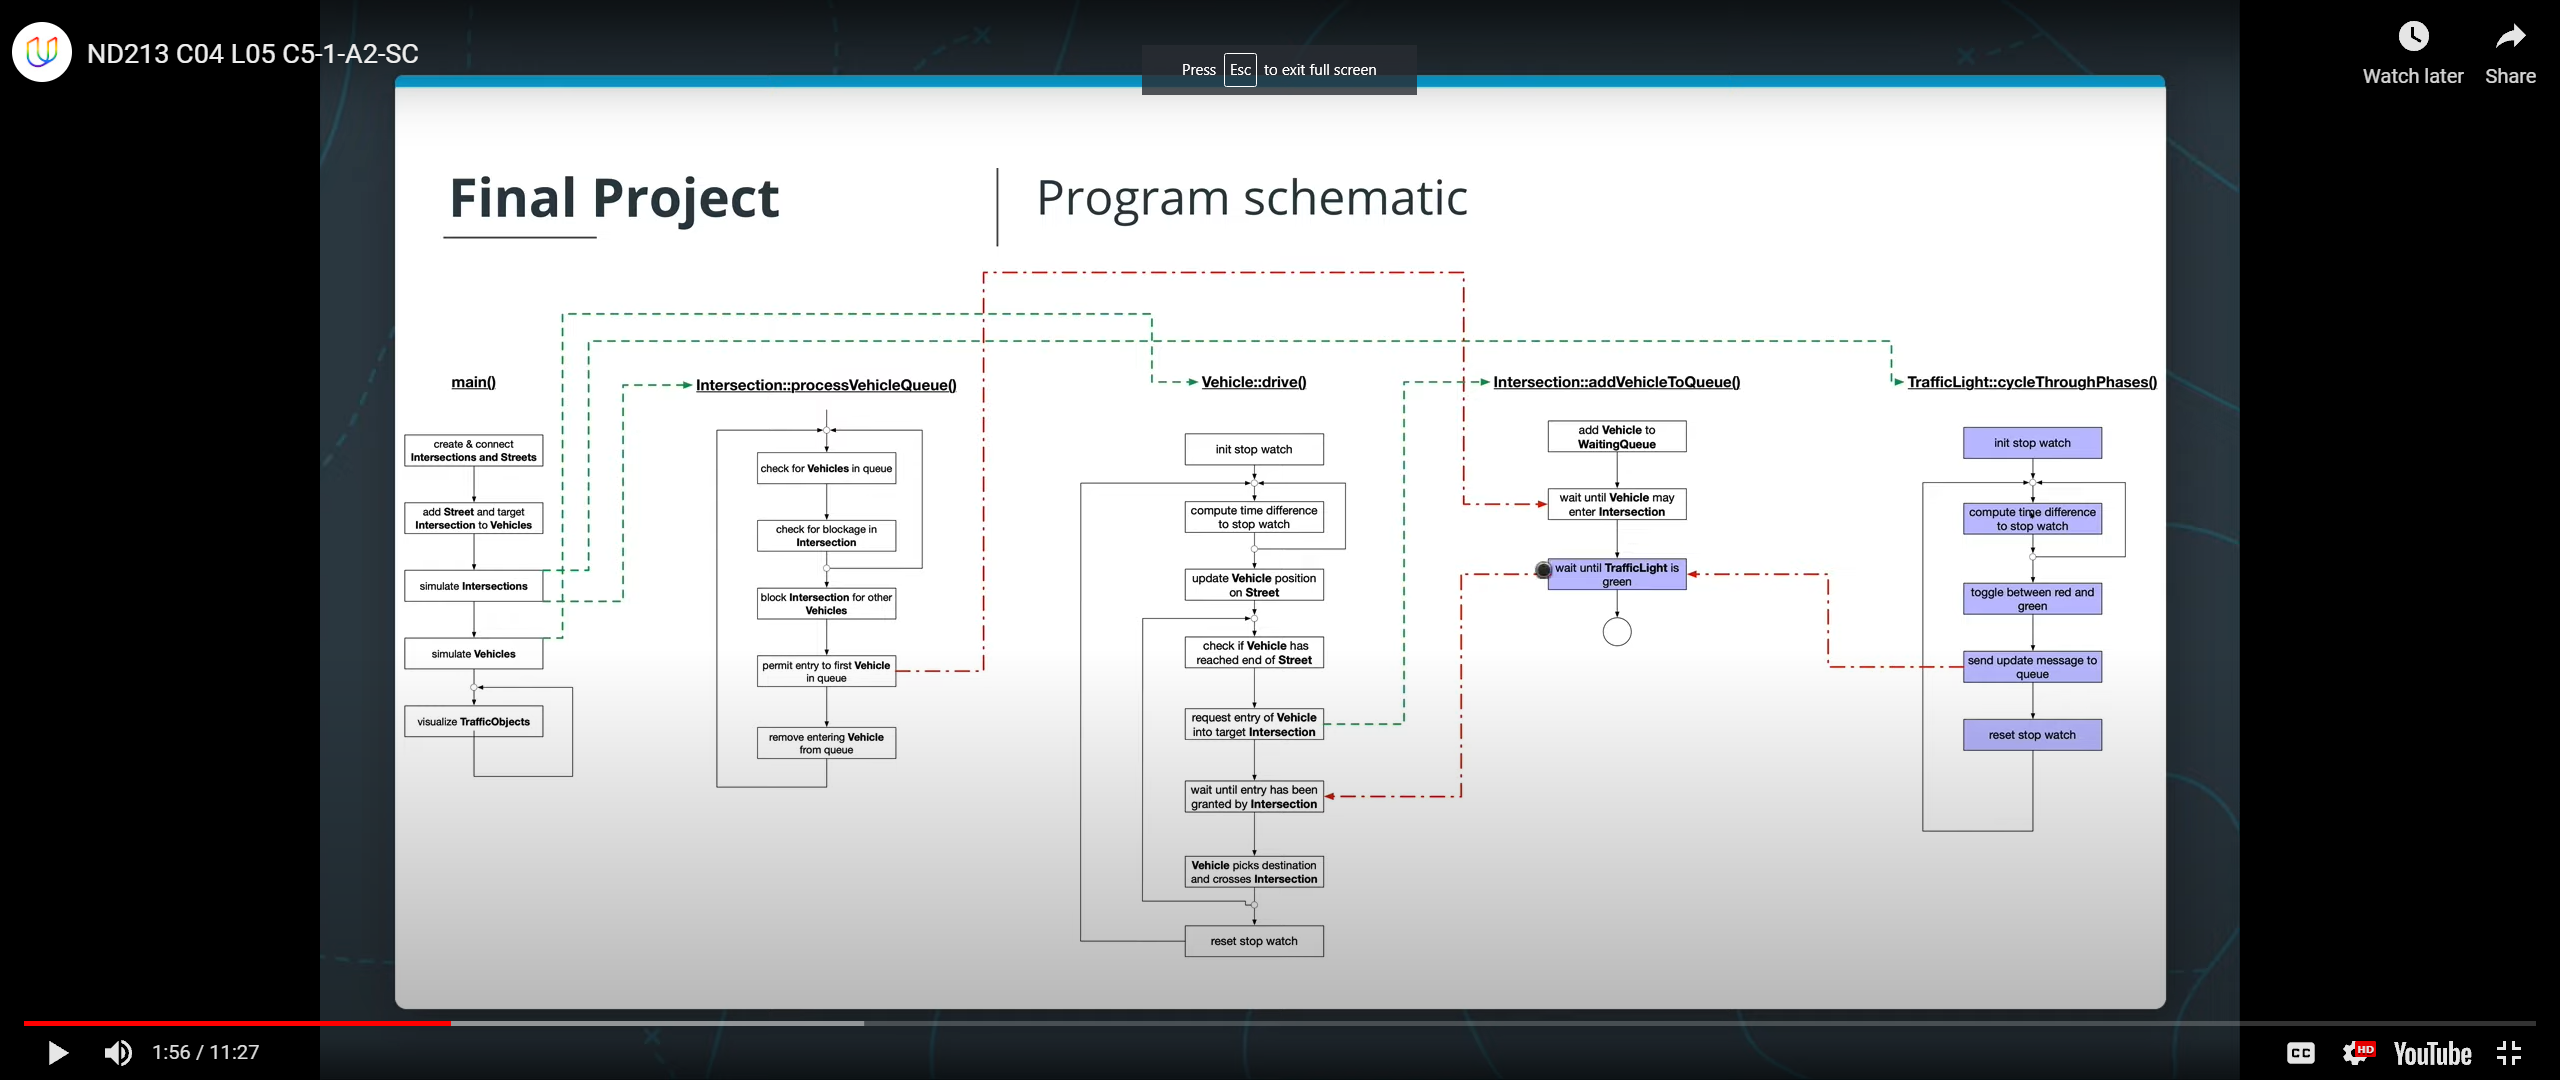 ND213 C04 L05 C5-1-A2-SC
Press Esc to exit full screen
Watch later
Share
Final Project
Program schematic
main()
create & connect
Intersections and Streets
add Street and target
Intersection to Vehicles
simulate Intersections
simulate Vehicles
visualize TrafficObjects
Intersection::processVehicleQueue()
check for Vehicles in queue
check for blockage in
Intersection
block Intersection for other
Vehicles
permit entry to first Vehicle
in queue
remove entering Vehicle
from queue
Vehicle::drive()
init stop watch
compute time difference
to stop watch
update Vehicle position
on Street
check if Vehicle has
reached end of Street
request entry of Vehicle
into target Intersection
wait until entry has been
granted by Intersection
Vehicle picks destination
and crosses Intersection
reset stop watch
Intersection::addVehicleToQueue()
add Vehicle to
WaitingQueue
wait until Vehicle may
enter Intersection
wait until TrafficLight is
green
TrafficLight::cycleThroughPhases()
init stop watch
compute time difference
to stop watch
toggle between red and
green
send update message to
queue
reset stop watch
1:56 / 11:27
CC
HD
YouTube